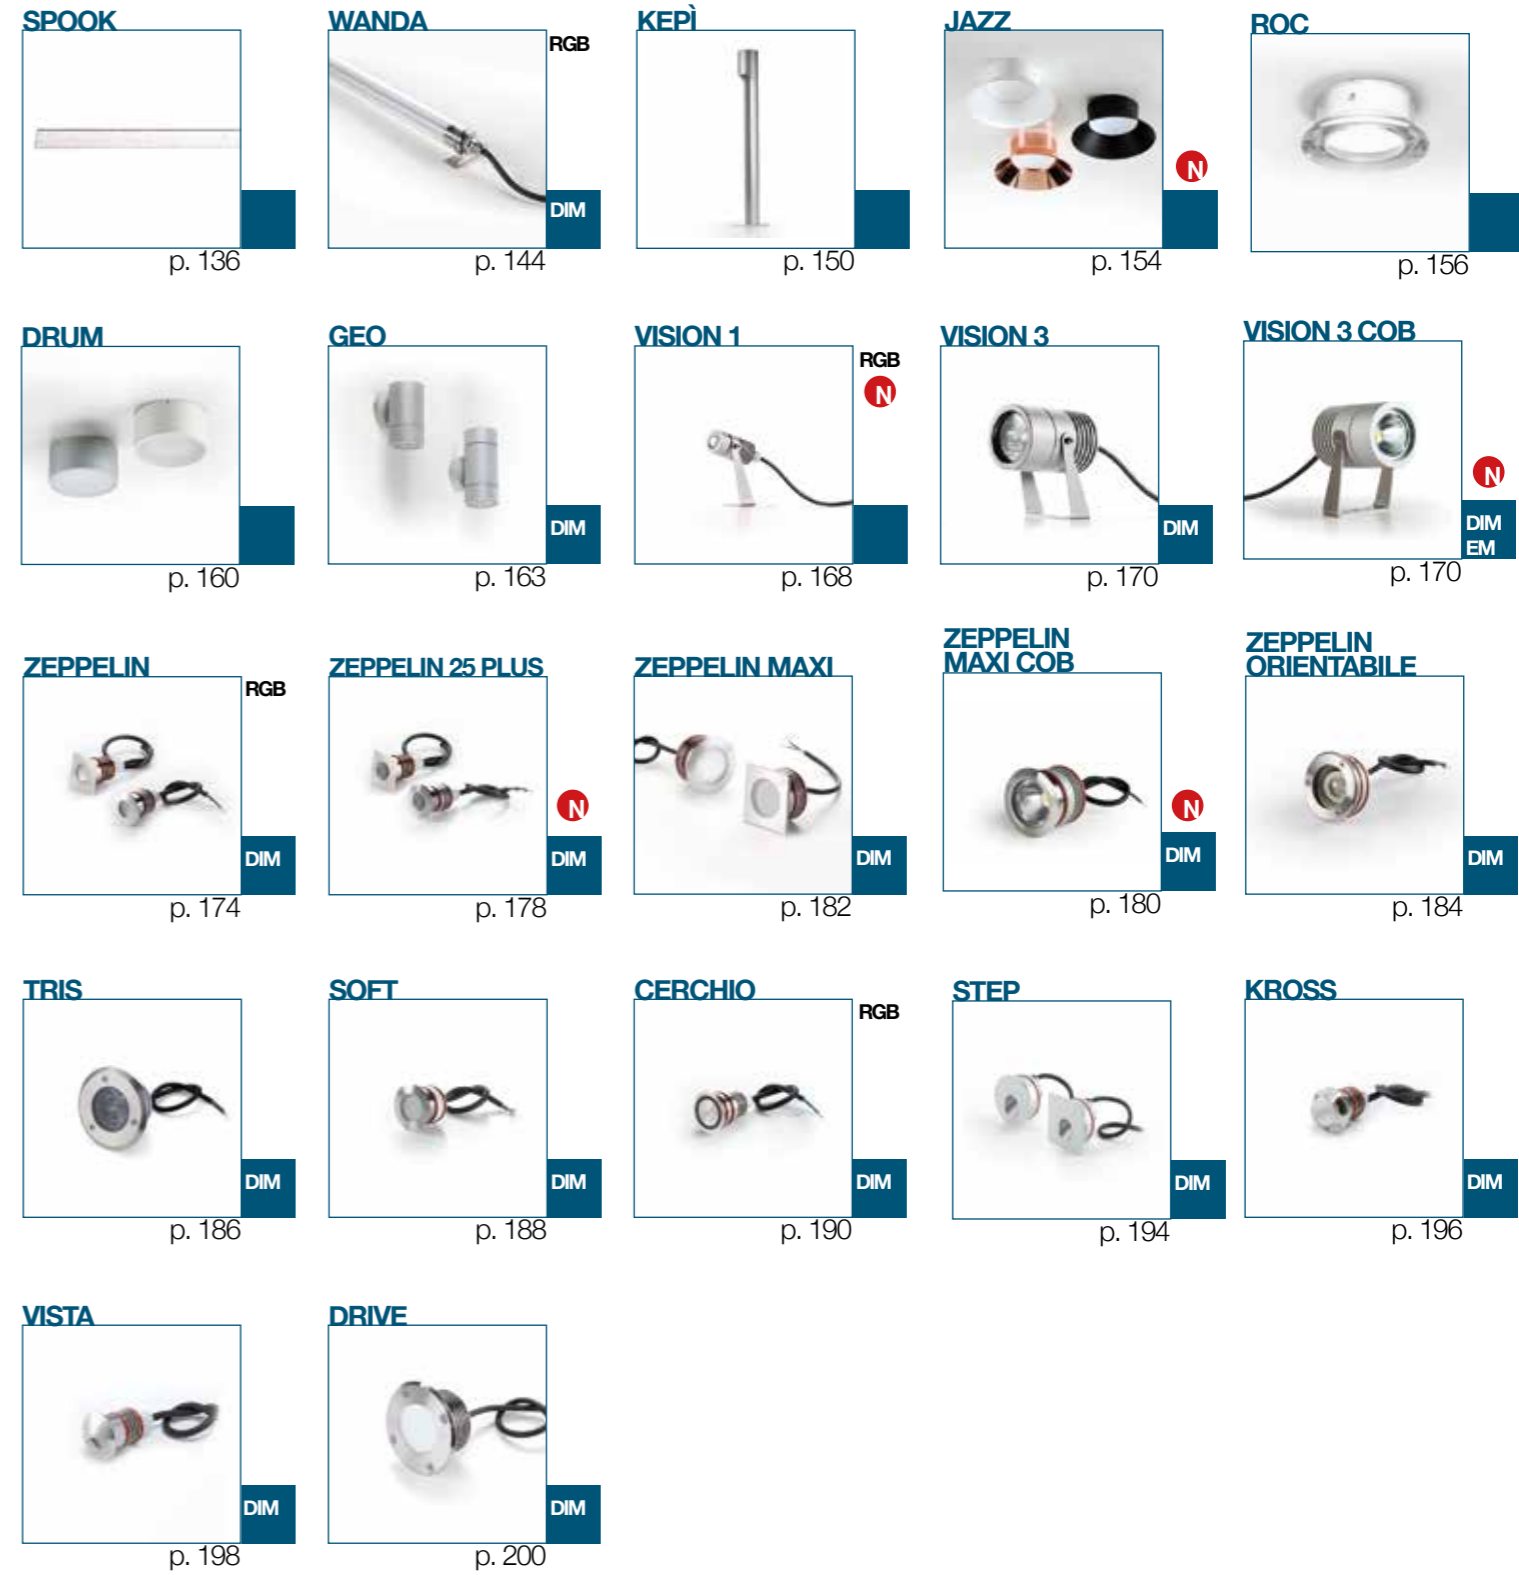 SPOOK
p. 136
WANDA
RGB
DIM
p. 144
KEPÌ
p. 150
JAZZ
N
p. 154
ROC
p. 156
DRUM
p. 160
GEO
DIM
p. 163
VISION 1
RGB
N
p. 168
VISION 3
DIM
p. 170
VISION 3 COB
N
DIM
EM
p. 170
ZEPPELIN
RGB
DIM
p. 174
ZEPPELIN 25 PLUS
N
DIM
p. 178
ZEPPELIN MAXI
DIM
p. 182
ZEPPELIN
MAXI COB
N
DIM
p. 180
ZEPPELIN
ORIENTABILE
DIM
p. 184
TRIS
DIM
p. 186
SOFT
DIM
p. 188
CERCHIO
RGB
DIM
p. 190
STEP
DIM
p. 194
KROSS
DIM
p. 196
VISTA
DIM
p. 198
DRIVE
DIM
p. 200